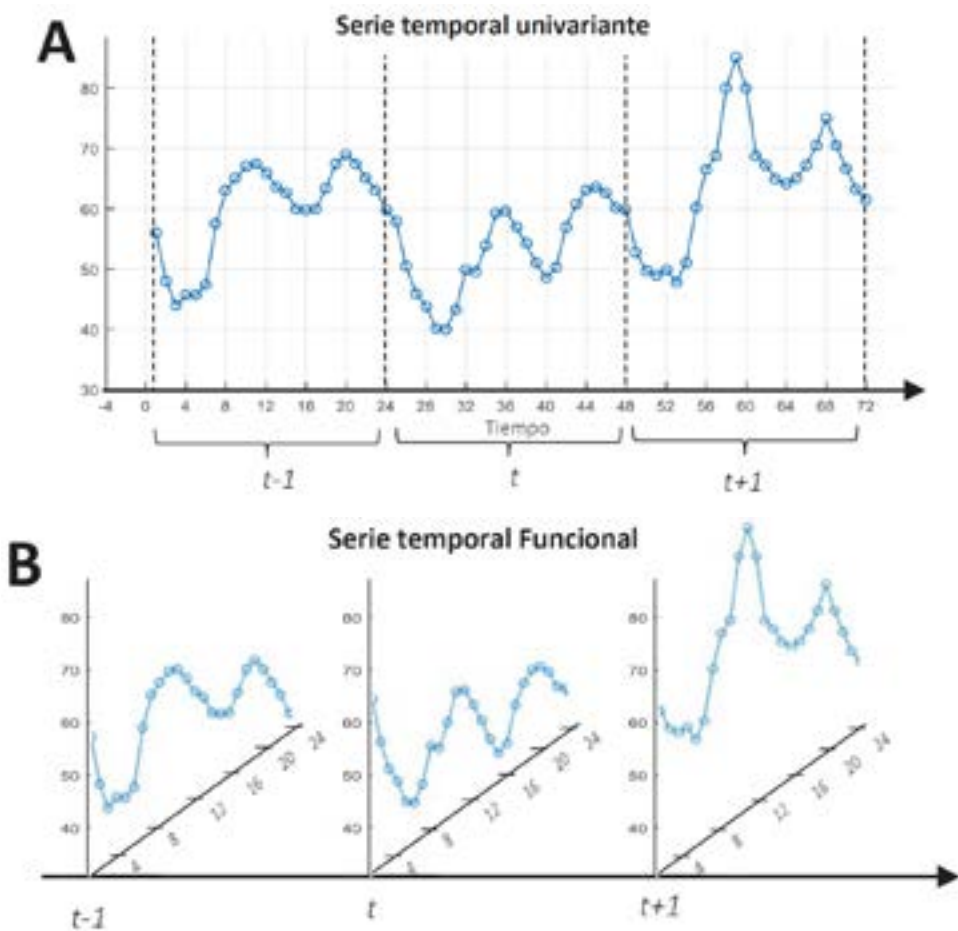 A
Serie temporal univariante
80
70
60
50
40
30
-4 0 4 8 12 16 20 24 28 32 36 40 44 48 52 56 60 64 68 72
Tiempo
t-1 t t+1
B
Serie temporal Funcional
80 80 80
70 70 70
60 60 60
50 50 50
40 40 40
4 8 12 16 20 24
4 8 12 16 20 24
8 12 16 20 24
t-1 t t+1